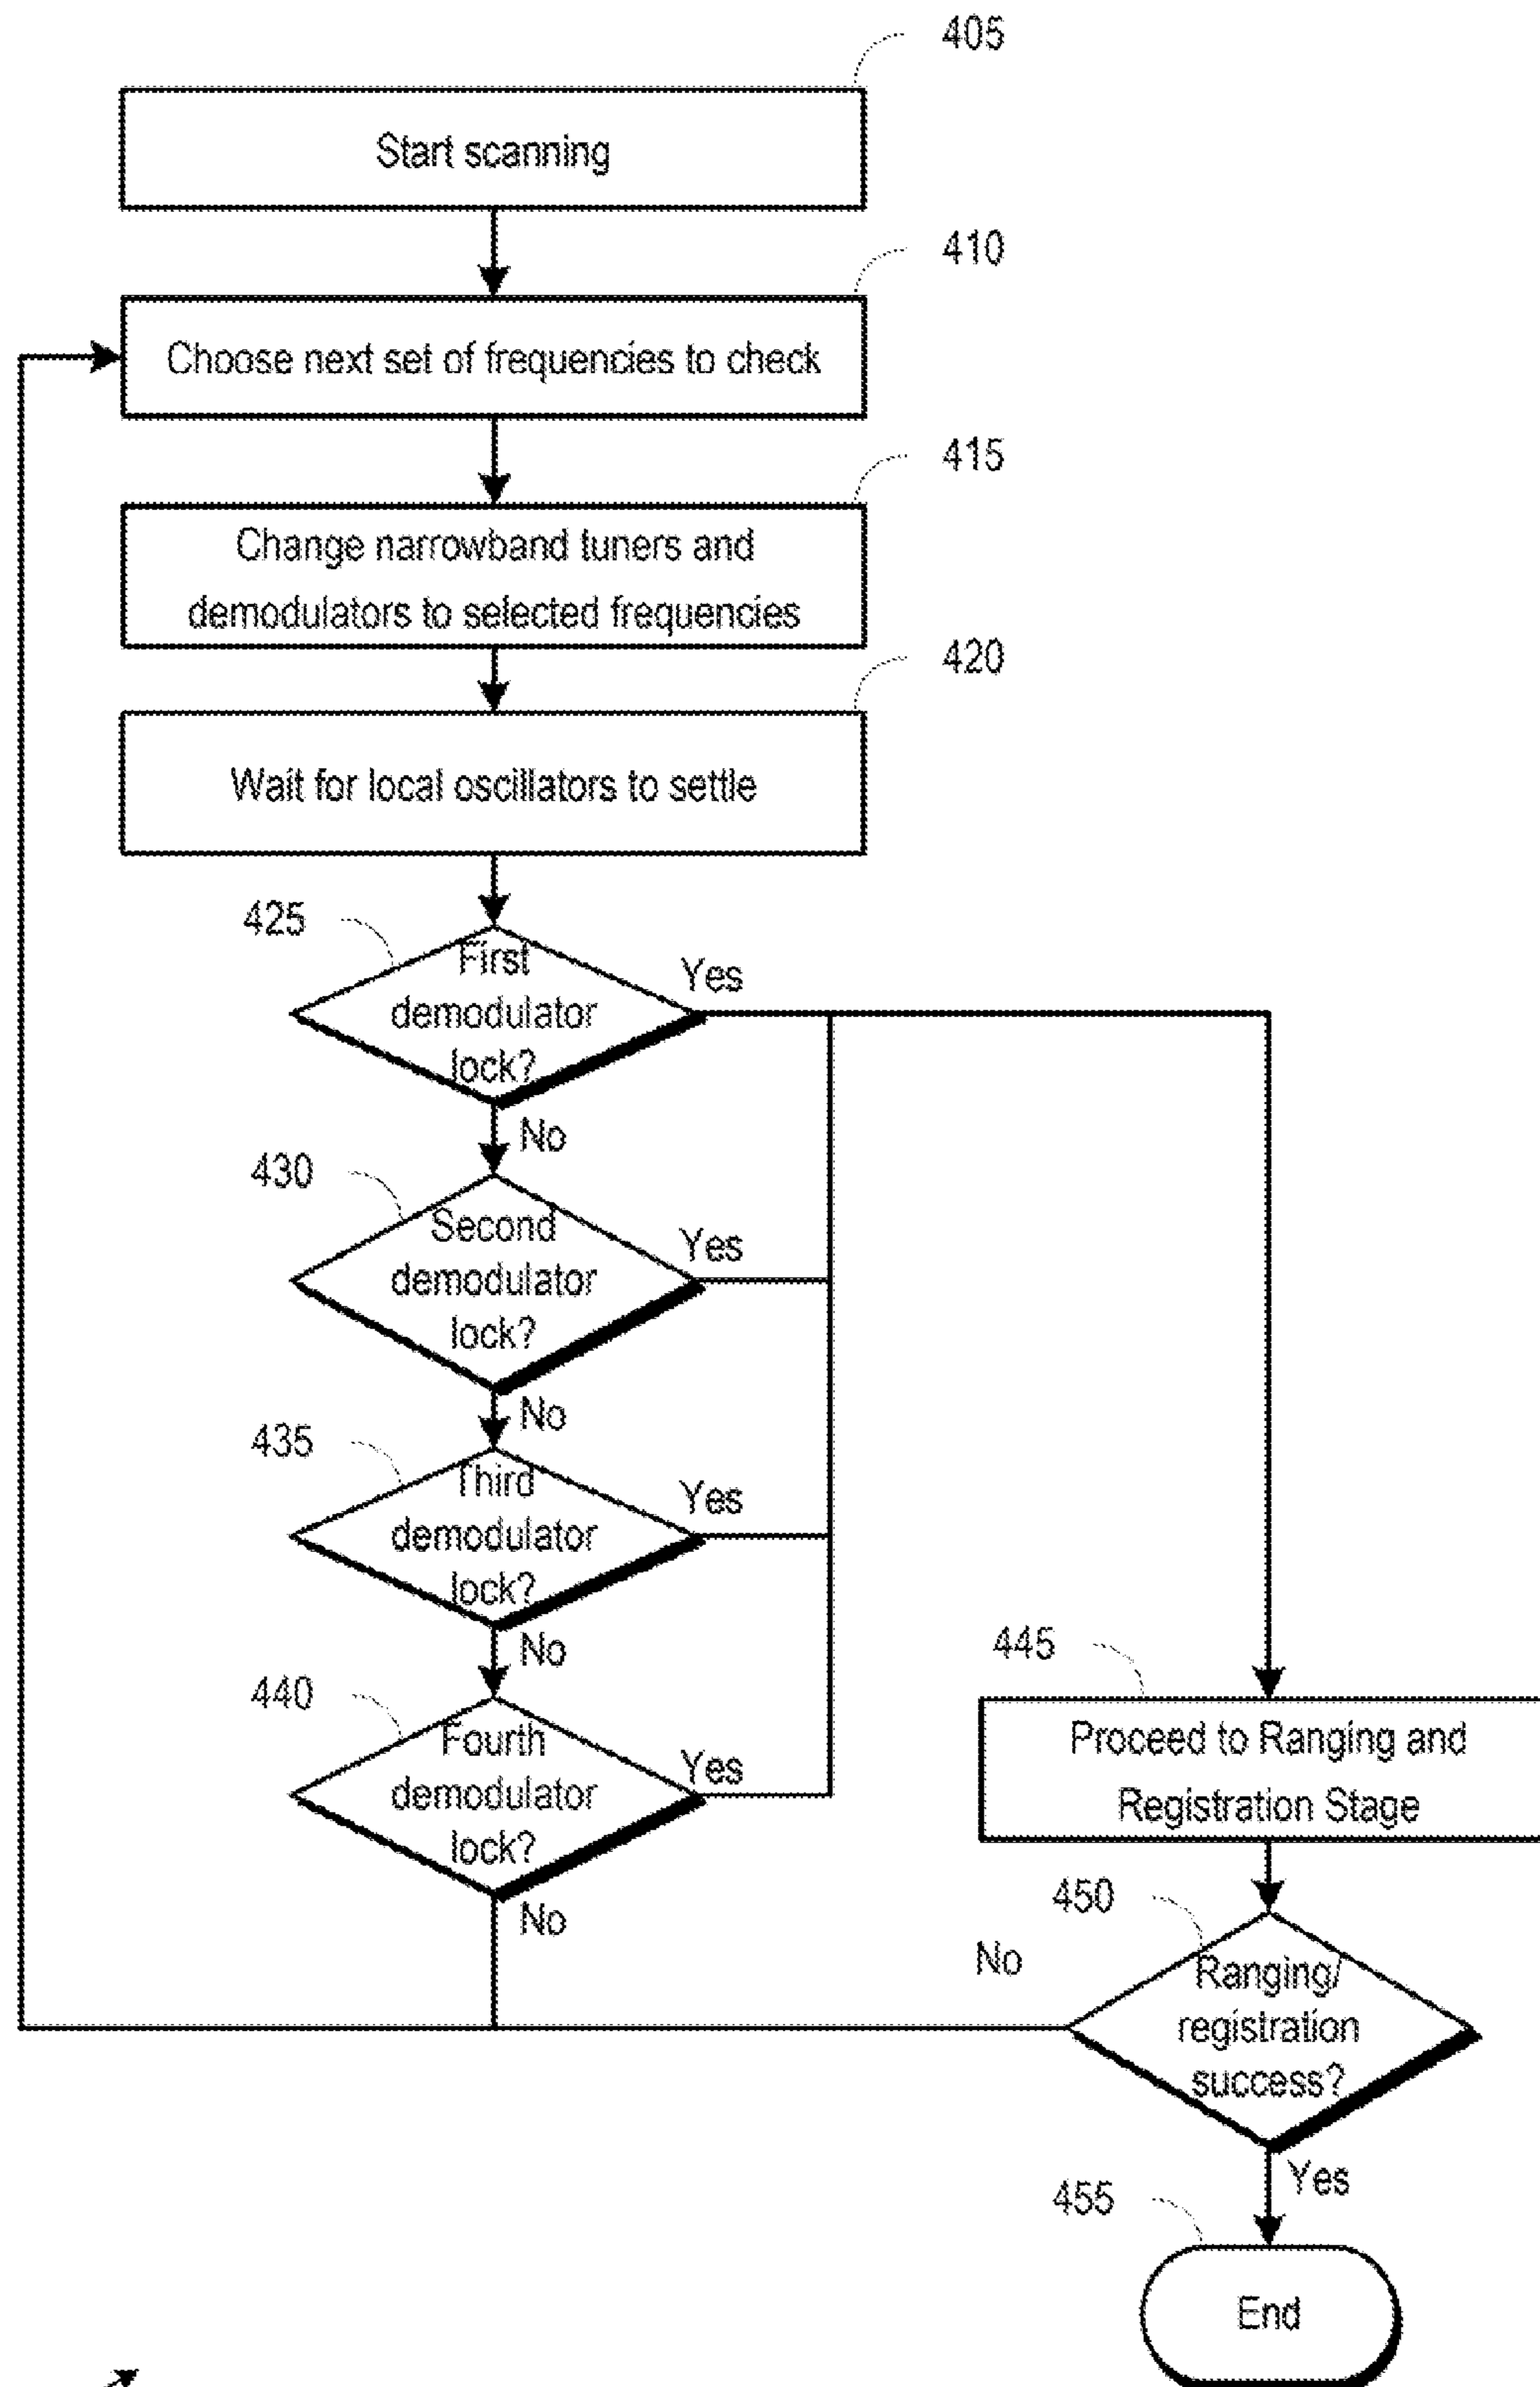 405
Start scanning
410
Choose next set of frequencies to check
415
Change narrowband tuners and
demodulators to selected frequencies
420
Wait for local oscillators to settle
425
First
demodulator
lock?
Yes
No
430
Second
demodulator
lock?
Yes
No
435
Third
demodulator
lock?
Yes
No
440
Fourth
demodulator
lock?
Yes
No
445
Proceed to Ranging and
Registration Stage
450
Ranging/
registration
success?
No
Yes
455
End